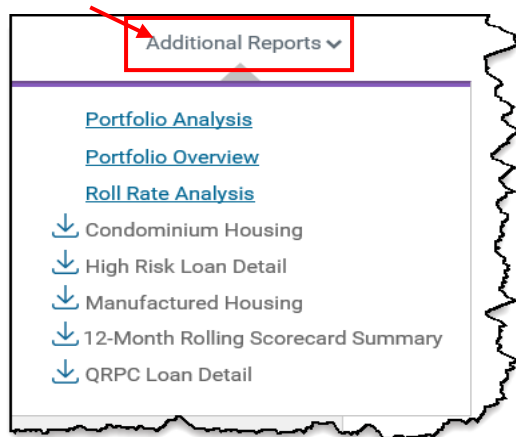 Additional Reports
Portfolio Analysis
Portfolio Overview
Roll Rate Analysis
Condominium Housing
High Risk Loan Detail
Manufactured Housing
12-Month Rolling Scorecard Summary
QRPC Loan Detail